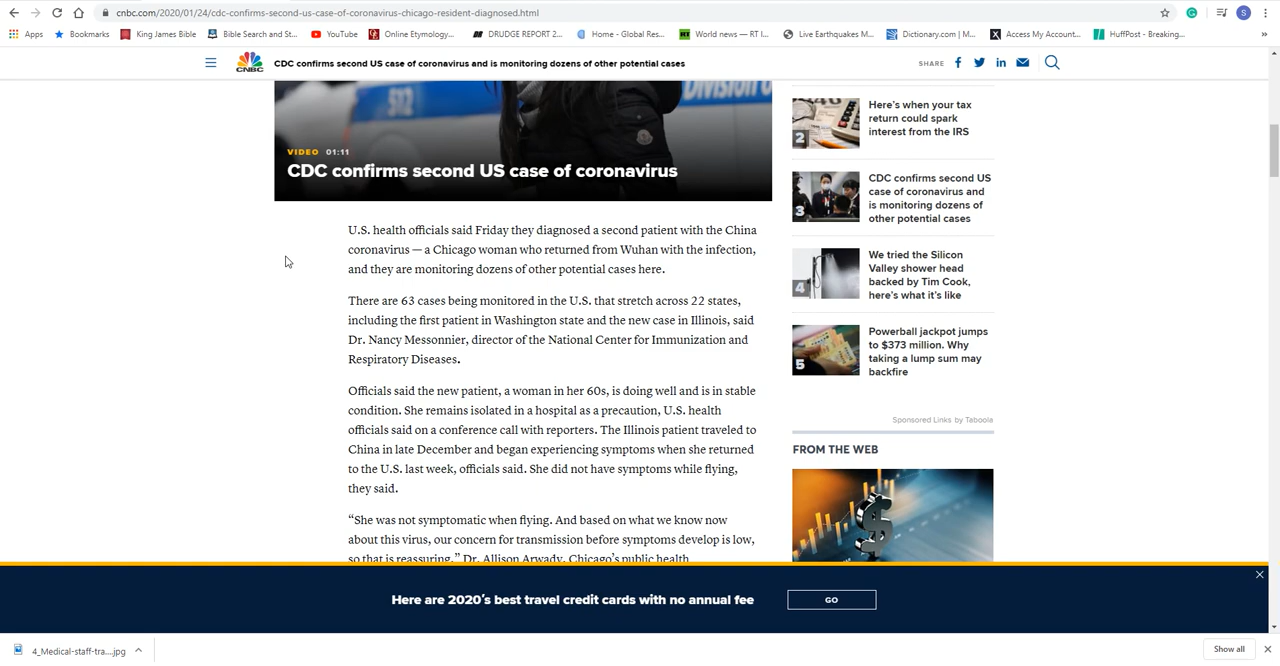 cnbc.com/2020/01/24/cdc-confirms-second-us-case-of-coronavirus-chicago-resident-diagnosed.html
S
Apps
Bookmarks
King James Bible
Bible Search and St...
YouTube
Online Etymology...
DRUDGE REPORT 2...
Home - Global Res...
RT
World news — RT I...
Live Earthquakes M...
Dictionary.com | M...
Access My Account...
HuffPost - Breaking...
»
CNBC
CDC confirms second US case of coronavirus and is monitoring dozens of other potential cases
SHARE
512
Division
VIDEO 01:11
CDC confirms second US case of coronavirus
U.S. health officials said Friday they diagnosed a second patient with the China
coronavirus — a Chicago woman who returned from Wuhan with the infection,
and they are monitoring dozens of other potential cases here.
There are 63 cases being monitored in the U.S. that stretch across 22 states,
including the first patient in Washington state and the new case in Illinois, said
Dr. Nancy Messonnier, director of the National Center for Immunization and
Respiratory Diseases.
Officials said the new patient, a woman in her 60s, is doing well and is in stable
condition. She remains isolated in a hospital as a precaution, U.S. health
officials said on a conference call with reporters. The Illinois patient traveled to
China in late December and began experiencing symptoms when she returned
to the U.S. last week, officials said. She did not have symptoms while flying,
they said.
“She was not symptomatic when flying. And based on what we know now
about this virus, our concern for transmission before symptoms develop is low,
so that is reassuring,” Dr. Allison Arwady, Chicago’s public health
2
Here’s when your tax
return could spark
interest from the IRS
3
CDC confirms second US
case of coronavirus and
is monitoring dozens of
other potential cases
4
We tried the Silicon
Valley shower head
backed by Tim Cook,
here’s what it’s like
5
Powerball jackpot jumps
to $373 million. Why
taking a lump sum may
backfire
Sponsored Links by Taboola
FROM THE WEB
$
Here are 2020’s best travel credit cards with no annual fee
GO
4_Medical-staff-tra....jpg
Show all